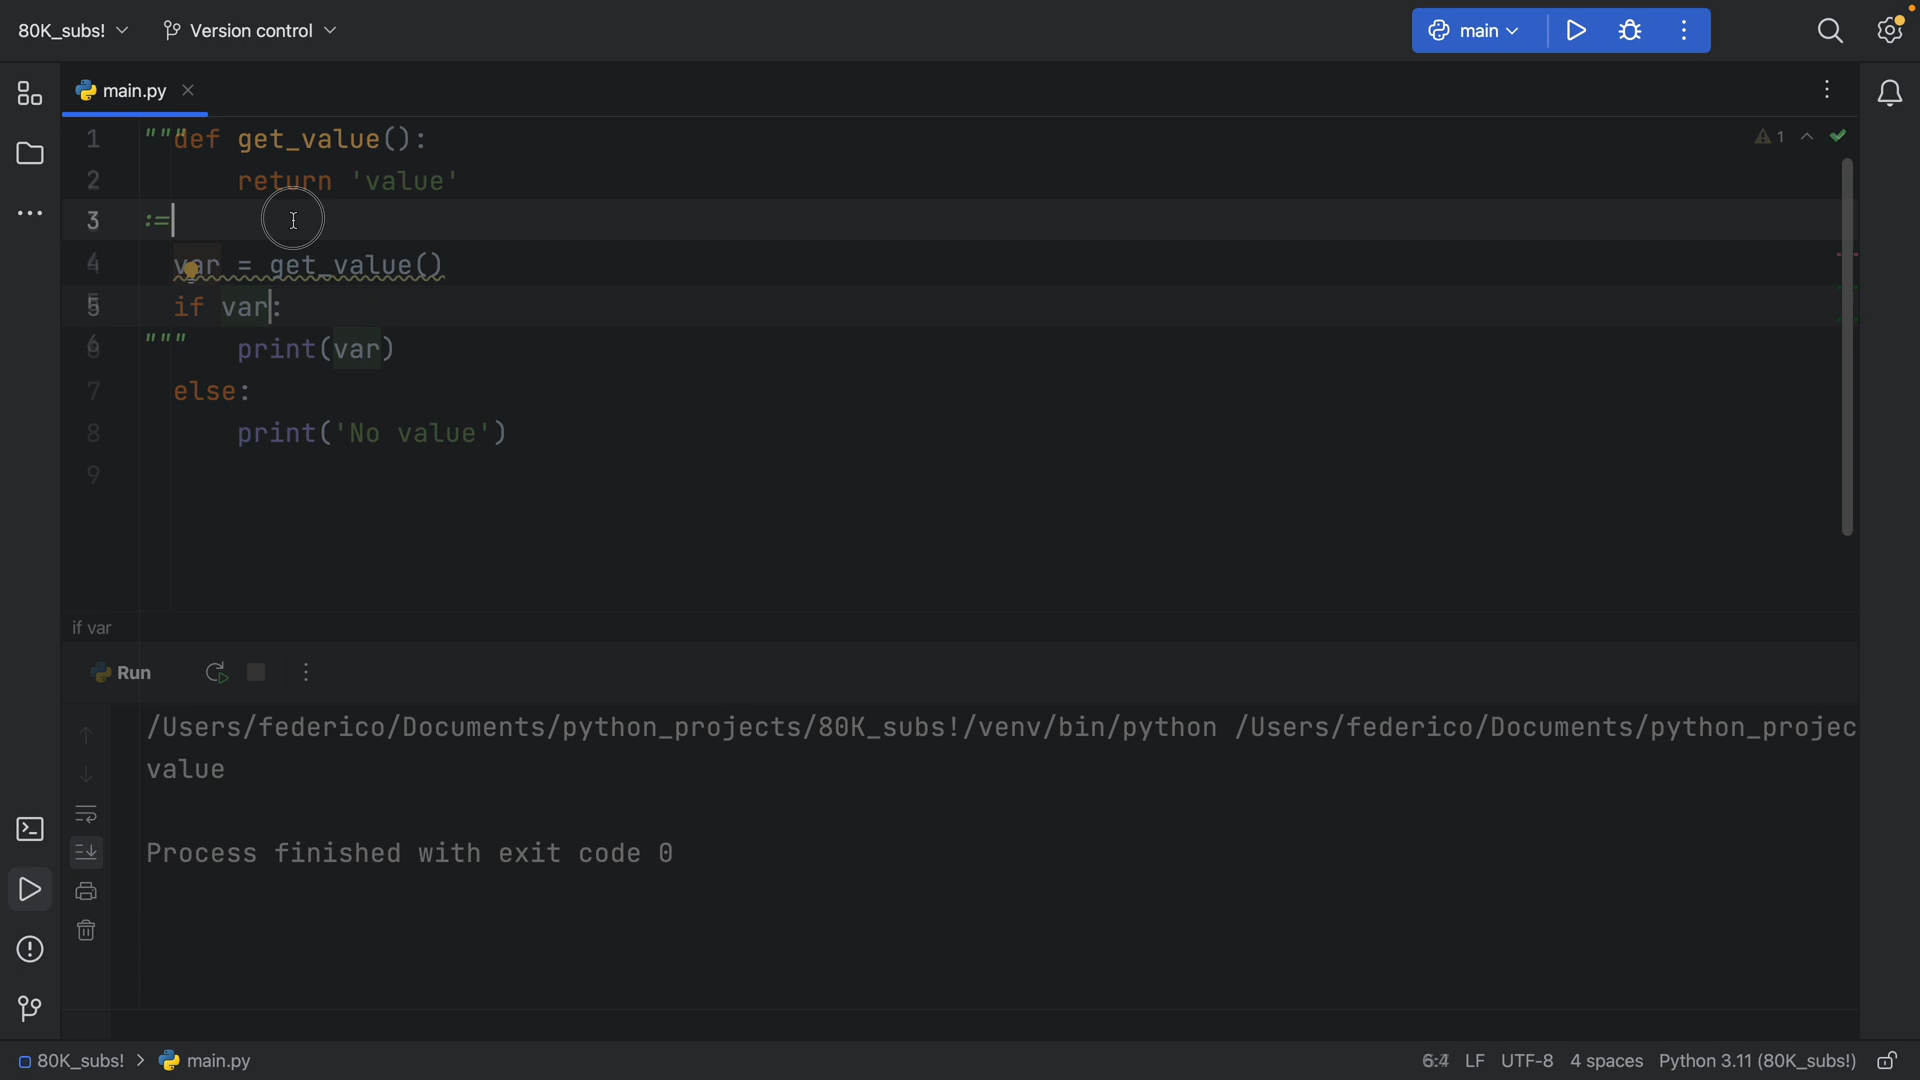 80K_subs!
Version control
main
main.py
1
"""def get_value():
1
2
return 'value'
3
:=
4
var = get_value()
5
if var:
6
""" print(var)
7
else:
8
print('No value')
9
if var
Run
/Users/federico/Documents/python_projects/80K_subs!/venv/bin/python /Users/federico/Documents/python_projec
value
Process finished with exit code 0
80K_subs! > main.py
LF
UTF-8
4 spaces
Python 3.11 (80K_subs!)